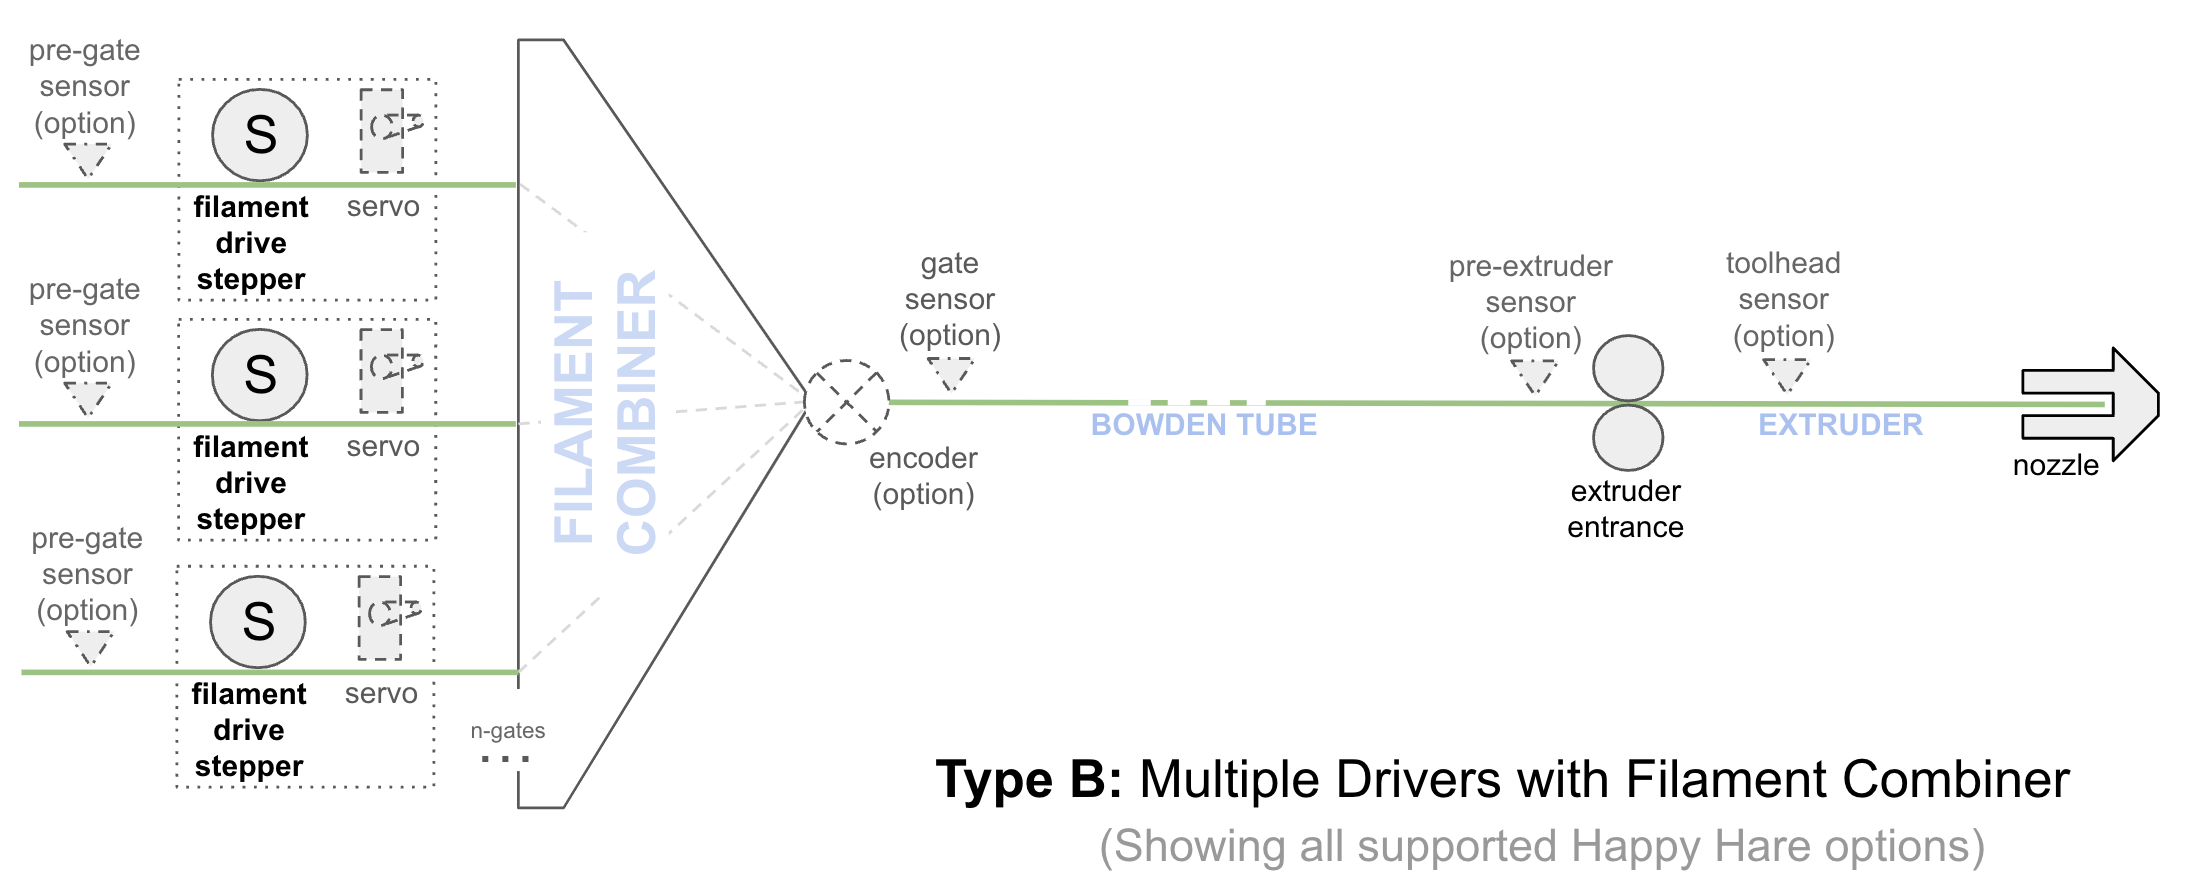 pre-gate
sensor
(option)
S
filament
drive
stepper
servo
pre-gate
sensor
(option)
S
filament
drive
stepper
servo
pre-gate
sensor
(option)
S
filament
drive
stepper
servo
n-gates
...
FILAMENT
COMBINER
encoder
(option)
gate
sensor
(option)
BOWDEN TUBE
pre-extruder
sensor
(option)
extruder
entrance
toolhead
sensor
(option)
EXTRUDER
nozzle
Type B: Multiple Drivers with Filament Combiner
(Showing all supported Happy Hare options)